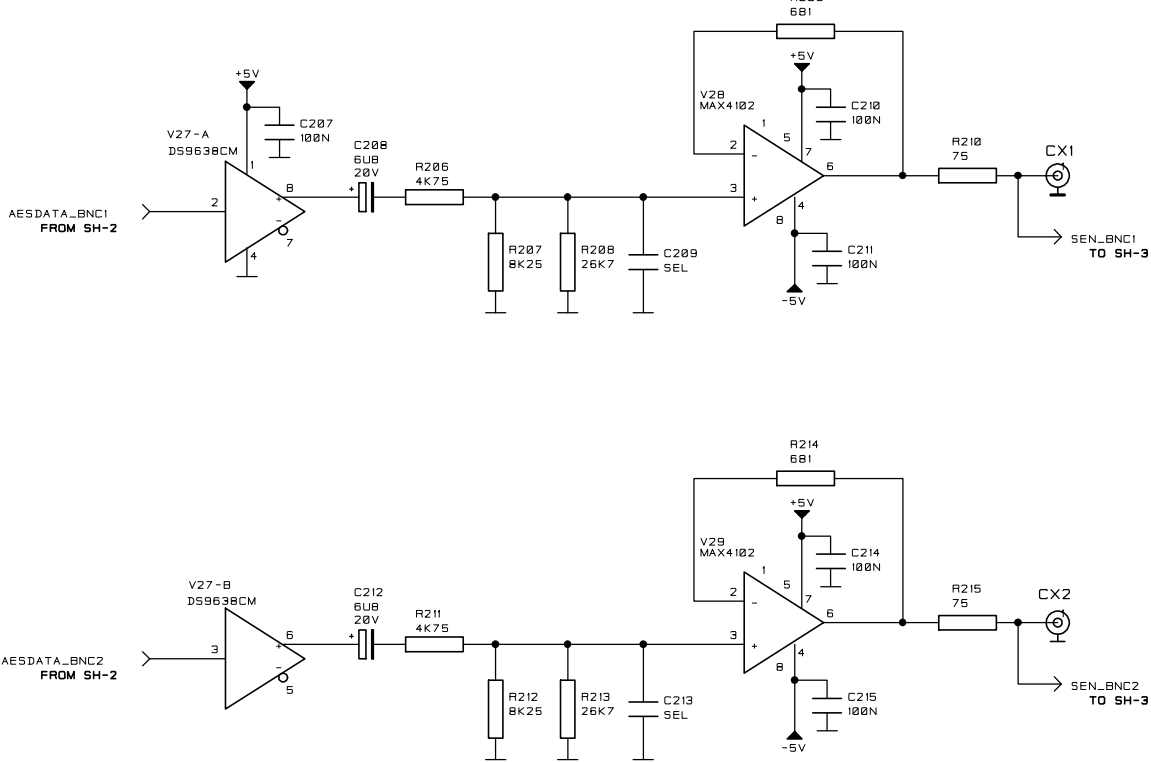 681
+5V
+5V
V28
MAX4102
C207
100N
V27-A
DS9638CM
C208
6U8
20V
1
C210
100N
1
5
7
R206
4K75
2
-
R210
75
CX1
1
6
8
+
3
+
AESDATA_BNC1
FROM SH-2
2
-
7
4
8
4
SEN_BNC1
TO SH-3
R207
8K25
R208
26K7
C209
SEL
C211
100N
-5V
R214
681
+5V
V29
MAX4102
C214
100N
1
5
7
V27-B
DS9638CM
C212
6U8
20V
R211
4K75
2
-
R215
75
CX2
1
6
6
+
3
+
AESDATA_BNC2
FROM SH-2
3
-
5
8
4
SEN_BNC2
TO SH-3
R212
8K25
R213
26K7
C213
SEL
C215
100N
-5V
+
+